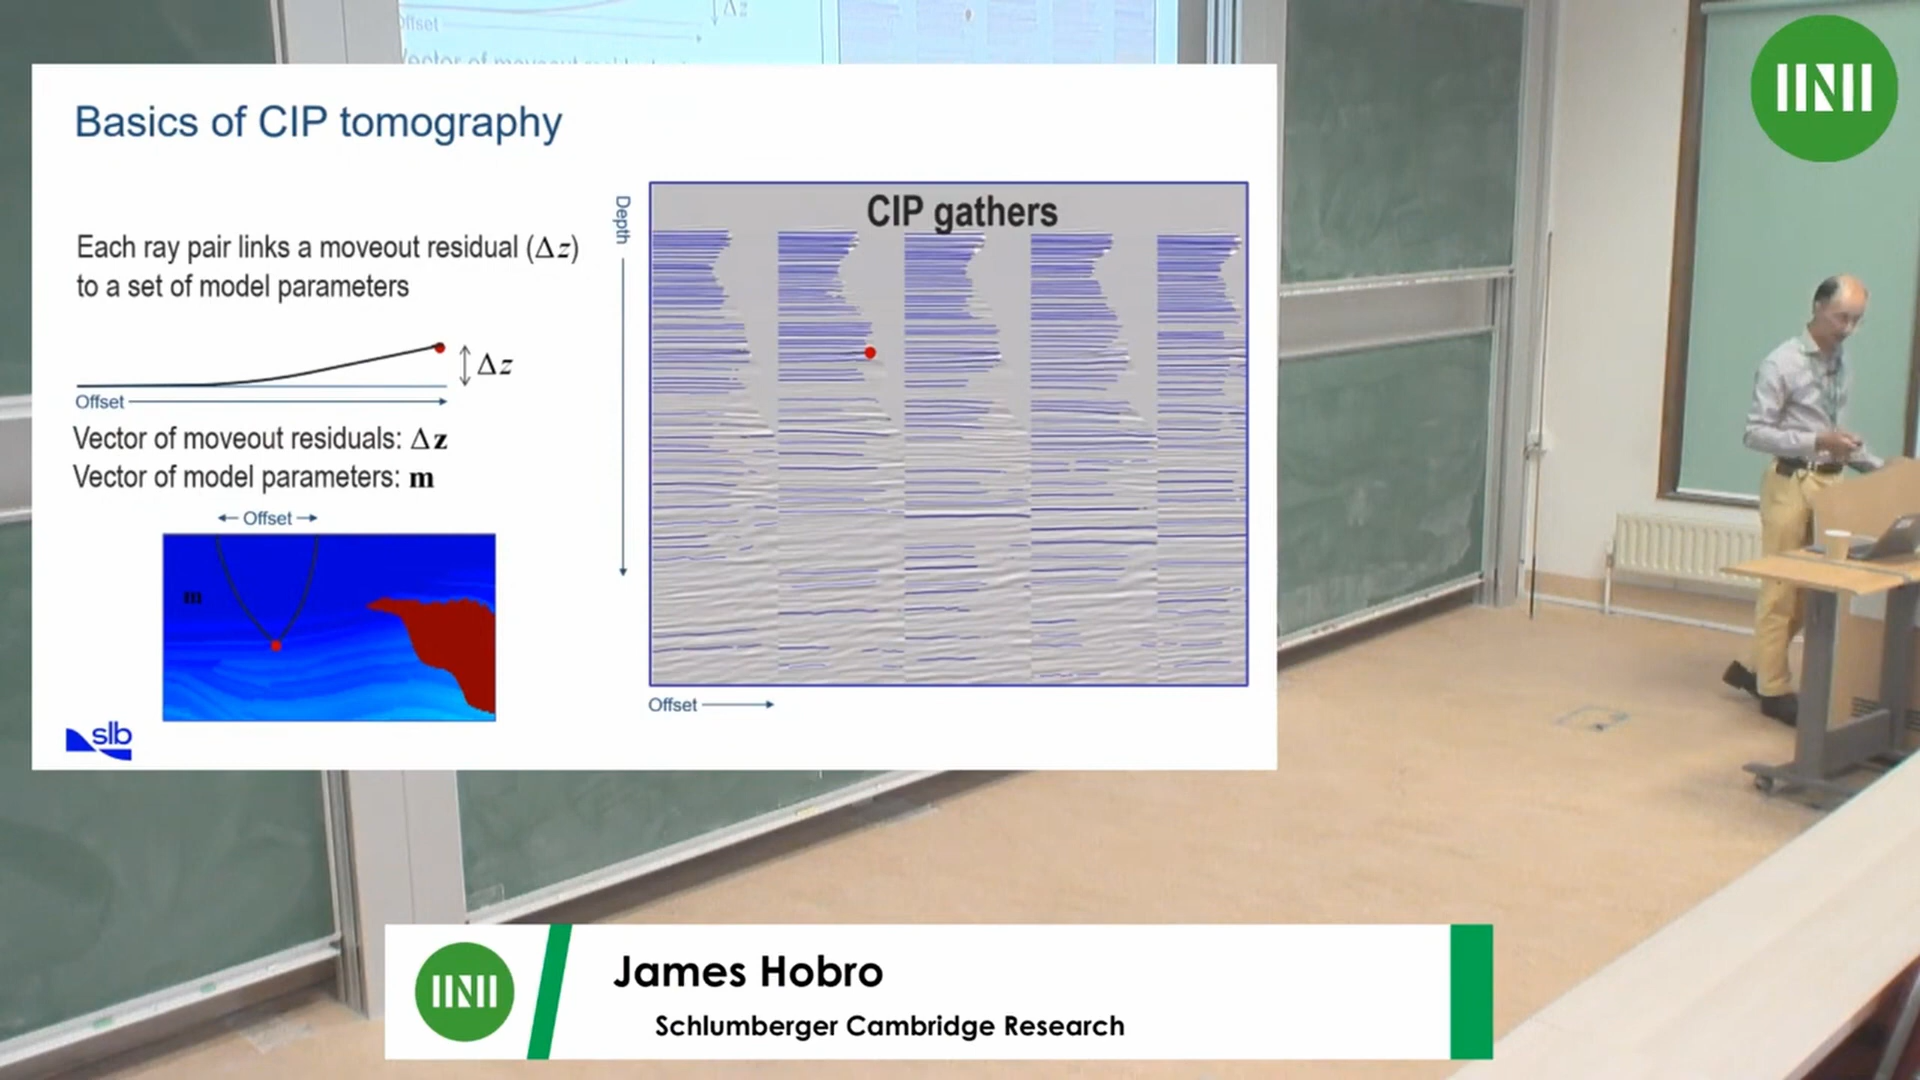 ffset
Δz
Basics of CIP tomography
Each ray pair links a moveout residual (Δz)
to a set of model parameters
Δz
Offset
Vector of moveout residuals: Δz
Vector of model parameters: m
Offset
m
slb
Depth
CIP gathers
Offset
James Hobro
Schlumberger Cambridge Research